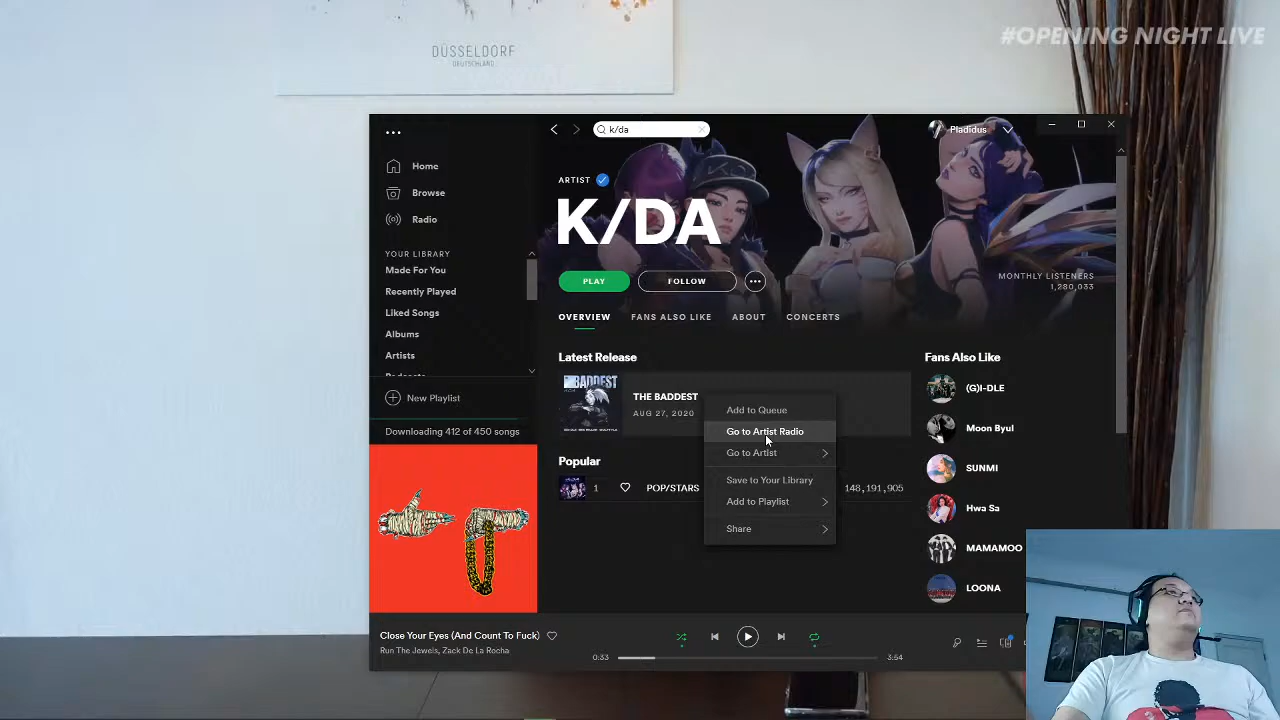 DÜSSELDORF
DEUTSCHLAND
#OPENING NIGHT LIVE
k/da
Pladidus
Home
Browse
Radio
YOUR LIBRARY
Made For You
Recently Played
Liked Songs
Albums
Artists
Podcasts
New Playlist
Downloading 412 of 450 songs
ARTIST
K/DA
PLAY
FOLLOW
MONTHLY LISTENERS
1,280,033
OVERVIEW
FANS ALSO LIKE
ABOUT
CONCERTS
Latest Release
BADDEST
THE BADDEST
AUG 27, 2020
Add to Queue
Go to Artist Radio
Go to Artist
Save to Your Library
Add to Playlist
Share
Popular
1
POP/STARS
148,191,905
Fans Also Like
(G)I-DLE
Moon Byul
SUNMI
Hwa Sa
MAMAMOO
LOONA
Close Your Eyes (And Count To Fuck)
Run The Jewels, Zack De La Rocha
0:33
3:54